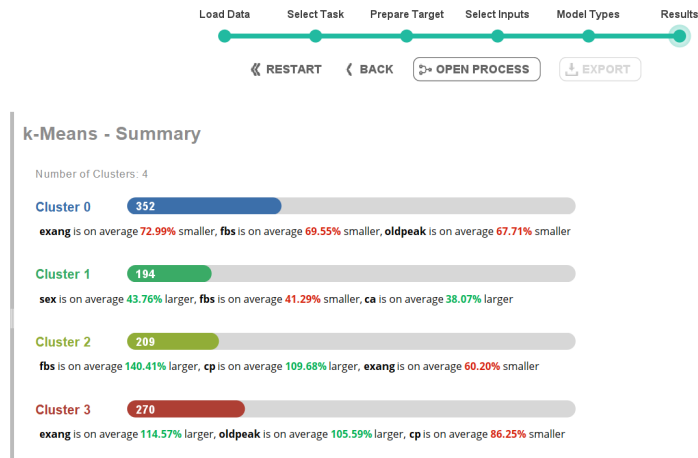 Load Data Select Task Prepare Target Select Inputs Model Types Results
RESTART BACK OPEN PROCESS EXPORT
k-Means - Summary
Number of Clusters: 4
Cluster 0 352
exang is on average 72.99% smaller, fbs is on average 69.55% smaller, oldpeak is on average 67.71% smaller
Cluster 1 194
sex is on average 43.76% larger, fbs is on average 41.29% smaller, ca is on average 38.07% larger
Cluster 2 209
fbs is on average 140.41% larger, cp is on average 109.68% larger, exang is on average 60.20% smaller
Cluster 3 270
exang is on average 114.57% larger, oldpeak is on average 105.59% larger, cp is on average 86.25% smaller